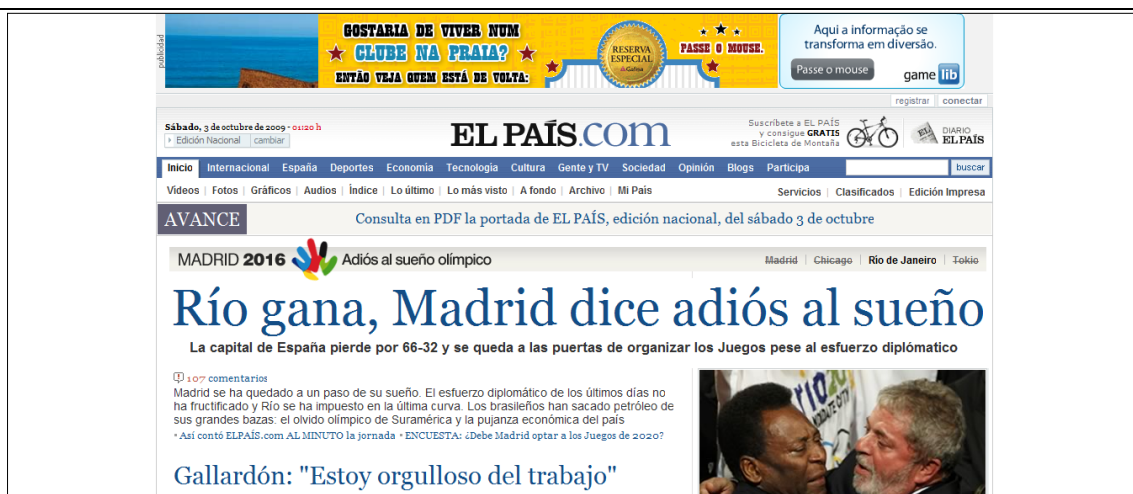 publicidad
GOSTARIA DE VIVER NUM
CLUBE NA PRAIA?
ENTÃO VEJA QUEM ESTÁ DE VOLTA:
RESERVA
ESPECIAL
PASSE O MOUSE.
Aqui a informação se
transforma em diversão.
Passe o mouse
game lib
registrar conectar
Sábado, 3 de octubre de 2009 - 01:20 h
Edición Nacional cambiar
EL PAÍS.com
Suscríbete a EL PAÍS
y consigue GRATIS
esta Bicicleta de Montaña
DIARIO
EL PAÍS
Inicio Internacional España Deportes Economía Tecnología Cultura Gente y TV Sociedad Opinión Blogs Participa buscar
Vídeos | Fotos | Gráficos | Audios | Índice | Lo último | Lo más visto | A fondo | Archivo | Mi País Servicios | Clasificados | Edición Impresa
AVANCE Consulta en PDF la portada de EL PAÍS, edición nacional, del sábado 3 de octubre
MADRID 2016 Adiós al sueño olímpico Madrid | Chicago | Río de Janeiro | Tokio
Río gana, Madrid dice adiós al sueño
La capital de España pierde por 66-32 y se queda a las puertas de organizar los Juegos pese al esfuerzo diplómatico
107 comentarios
Madrid se ha quedado a un paso de su sueño. El esfuerzo diplomático de los últimos días no
ha fructificado y Río se ha impuesto en la última curva. Los brasileños han sacado petróleo de
sus grandes bazas: el olvido olímpico de Suramérica y la pujanza económica del país
Así contó ELPAÍS.com AL MINUTO la jornada ENCUESTA: ¿Debe Madrid optar a los Juegos de 2020?
Gallardón: "Estoy orgulloso del trabajo"